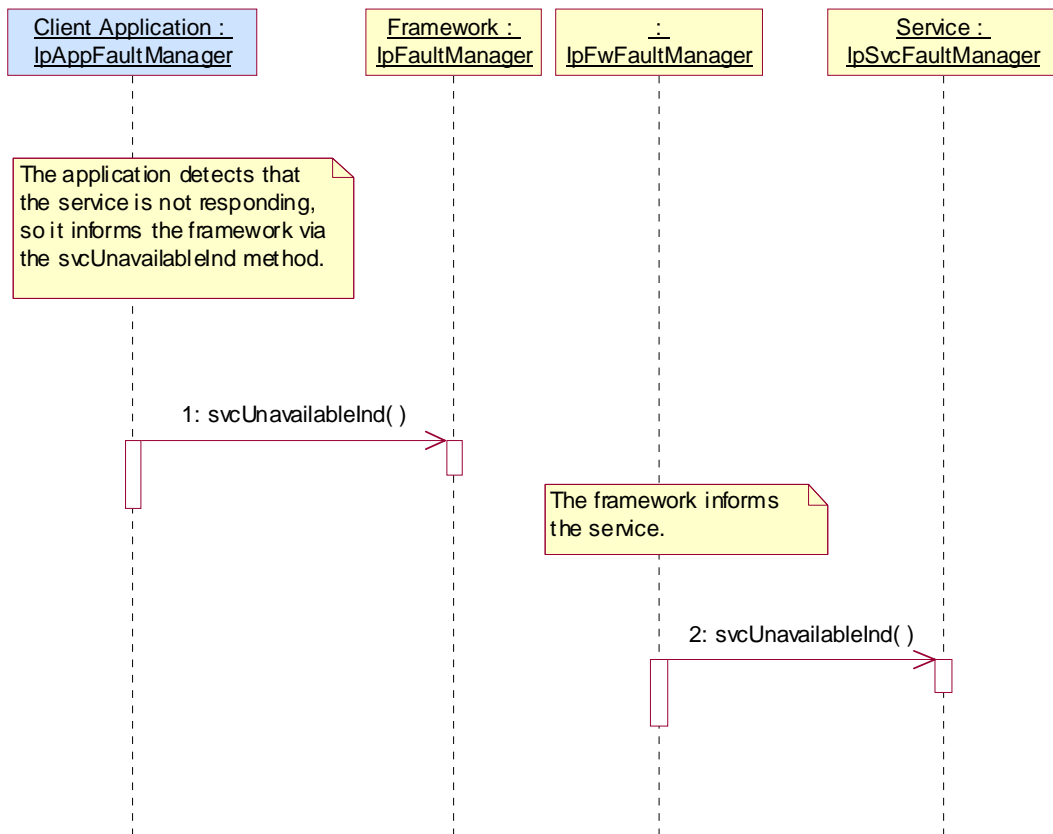 Client Application :
IpAppFaultManager
Framework :
IpFaultManager
:
IpFwFaultManager
Service :
IpSvcFaultManager
The application detects that
the service is not responding,
so it informs the framework via
the svcUnavailableInd method.
1: svcUnavailableInd( )
The framework informs
the service.
2: svcUnavailableInd( )